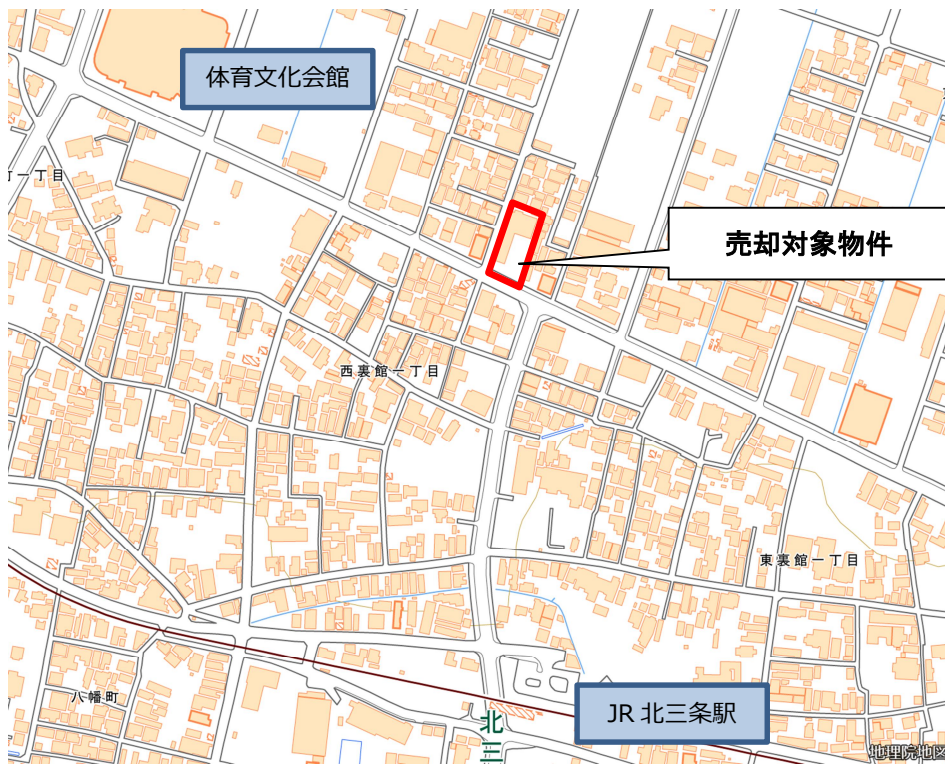 体育文化会館
一丁目
売却対象物件
西裏館一丁目
東裏館一丁目
八幡町
JR 北三条駅
北三
地理院地図